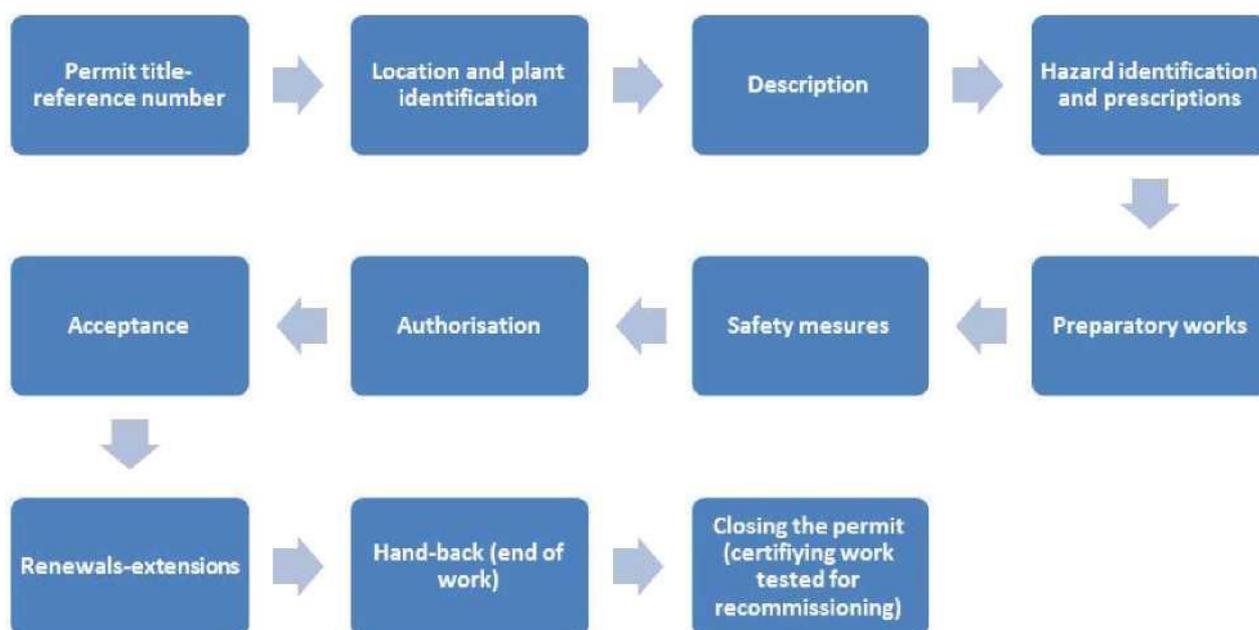 Permit title-
reference number
Location and plant
identification
Description
Hazard identification
and prescriptions
Preparatory works
Safety mesures
Authorisation
Acceptance
Renewals-extensions
Hand-back (end of
work)
Closing the permit
(certifiying work
tested for
recommissioning)